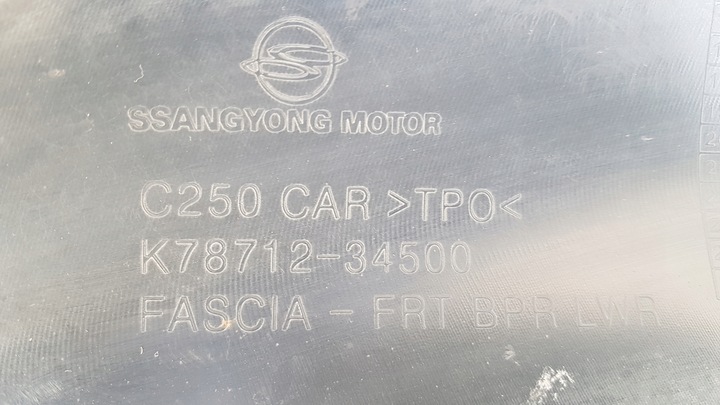 SSANGYONG MOTOR
C250 CAR >TPO<
K78712-34500
FASCIA - FRT BPR LWR